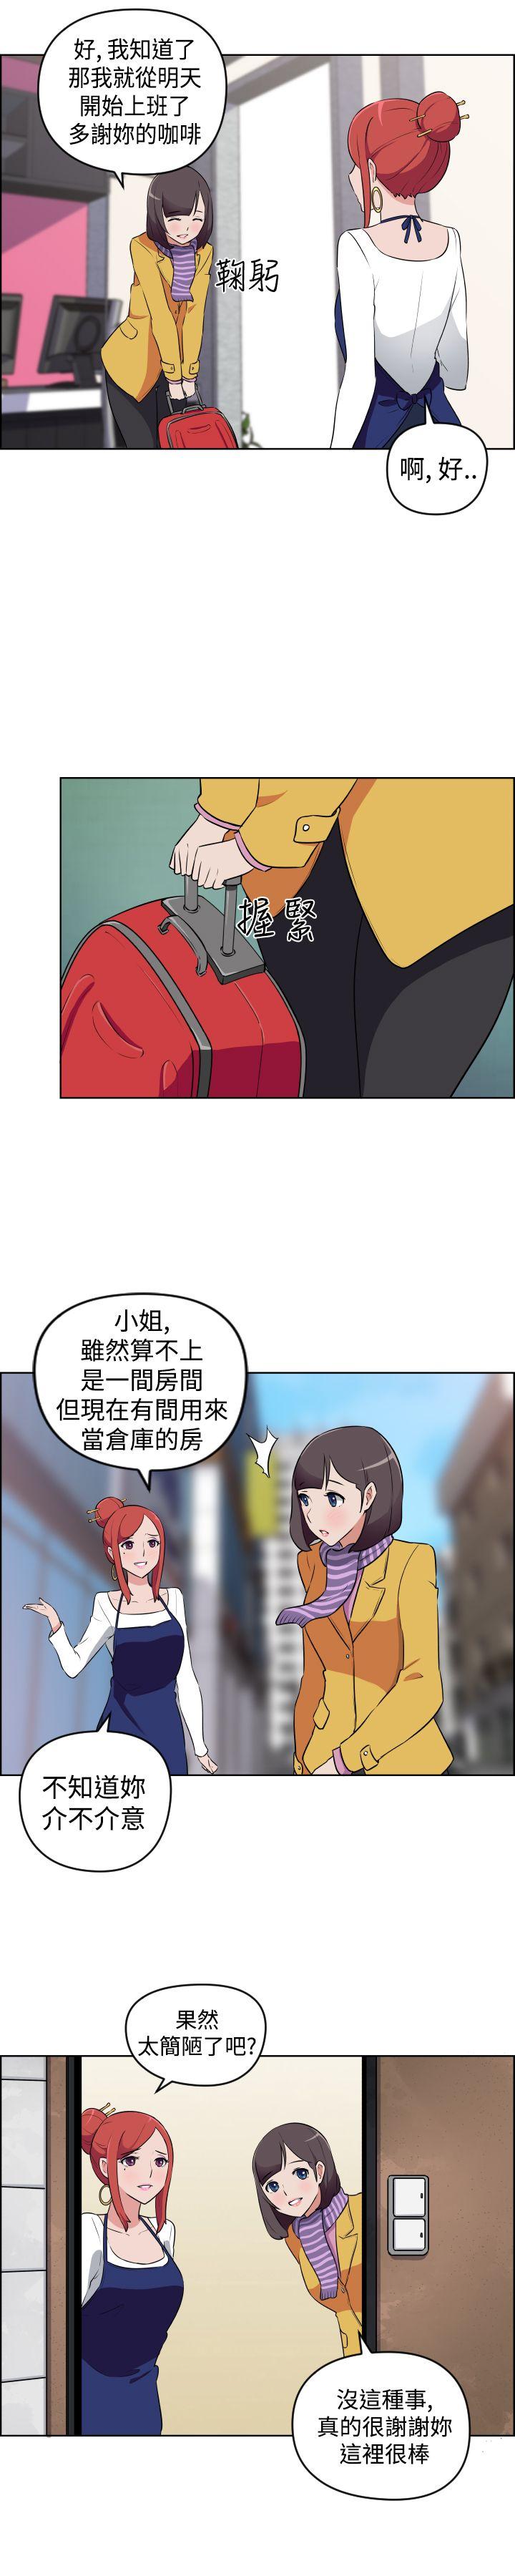 好, 我知道了
那我就從明天
開始上班了
多謝妳的咖啡
鞠躬
啊, 好..
握緊
小姐,
雖然算不上
是一間房間
但現在有間用來
當倉庫的房
不知道妳
介不介意
果然
太簡陋了吧?
沒這種事,
真的很謝謝妳
這裡很棒